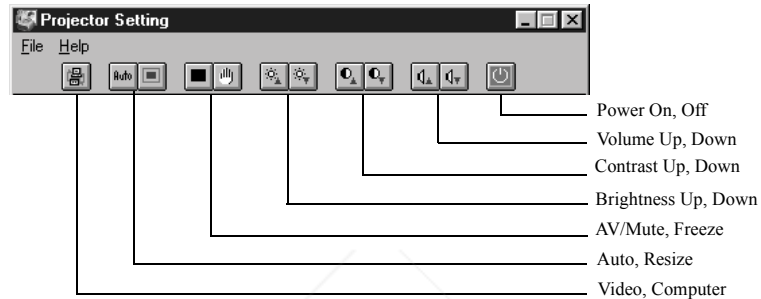 Projector Setting
File Help
Auto
Power On, Off
Volume Up, Down
Contrast Up, Down
Brightness Up, Down
AV/Mute, Freeze
Auto, Resize
Video, Computer